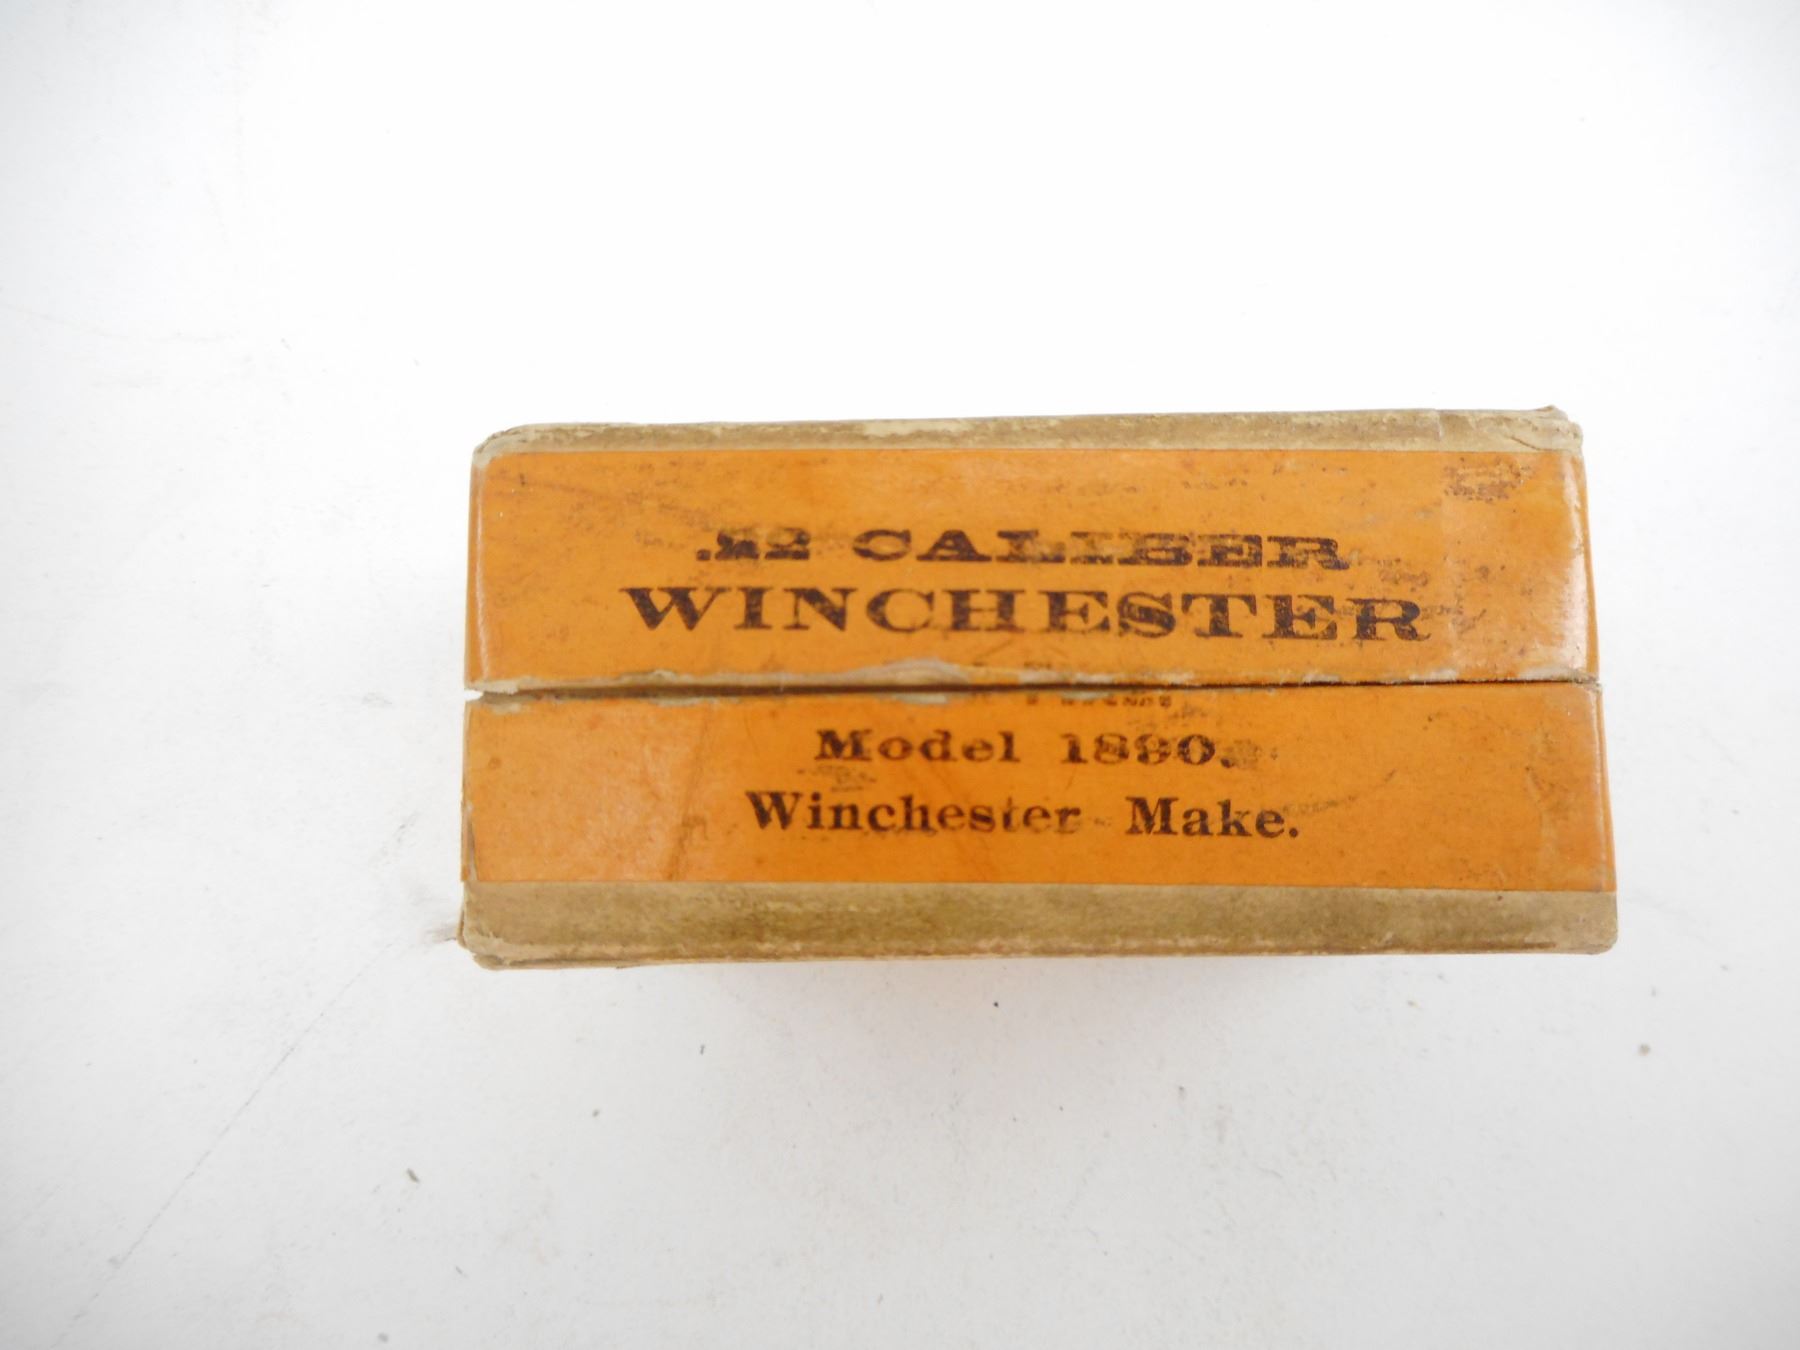 .22 CALIBER
WINCHESTER
Model 1890.
Winchester Make.